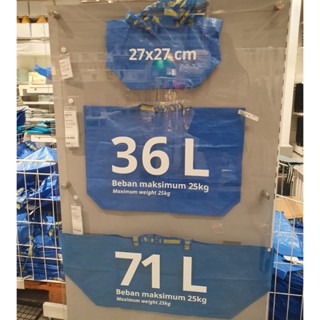 27x27 cm
36 L
Beban maksimum 25kg
Maximum weight 25kg
71 L
Beban maksimum 25kg
Maximum weight 25kg